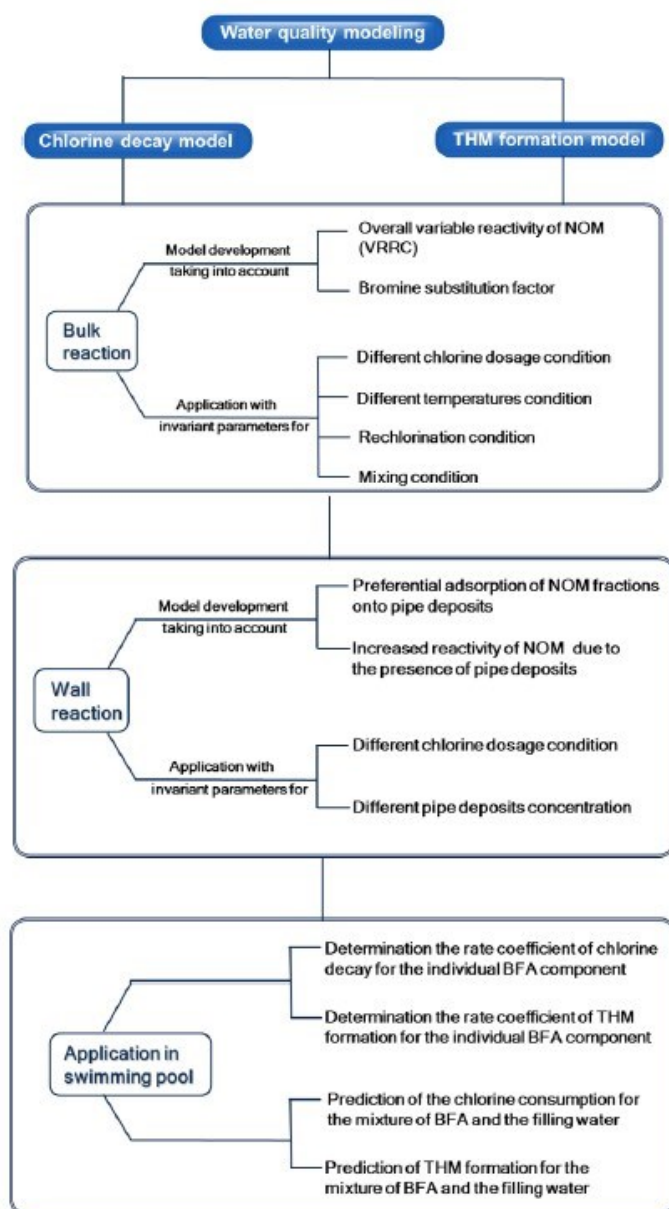 Water quality modeling
Chlorine decay model
THM formation model
Model development
taking into account
Overall variable reactivity of NOM
(VRRC)
Bromine substitution factor
Bulk
reaction
Application with
invariant parameters for
Different chlorine dosage condition
Different temperatures condition
Rechlorination condition
Mixing condition
Model development
taking into account
Preferential adsorption of NOM fractions
onto pipe deposits
Increased reactivity of NOM due to
the presence of pipe deposits
Wall
reaction
Application with
invariant parameters for
Different chlorine dosage condition
Different pipe deposits concentration
Application in
swimming pool
Determination the rate coefficient of chlorine
decay for the individual BFA component
Determination the rate coefficient of THM
formation for the individual BFA component
Prediction of the chlorine consumption for
the mixture of BFA and the filling water
Prediction of THM formation for the
mixture of BFA and the filling water